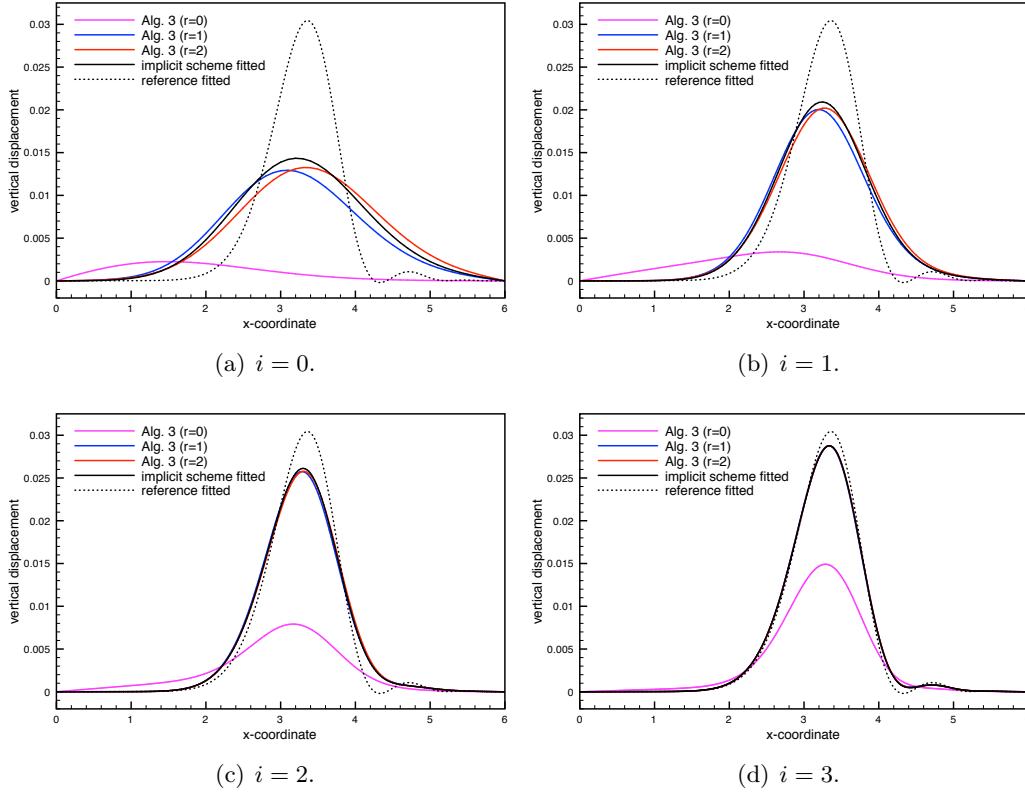 Alg. 3 (r=0)
Alg. 3 (r=1)
Alg. 3 (r=2)
implicit scheme fitted
reference fitted
vertical displacement
0.03
0.025
0.02
0.015
0.01
0.005
0
0 1 2 3 4 5 6
x-coordinate
(a) i = 0.
Alg. 3 (r=0)
Alg. 3 (r=1)
Alg. 3 (r=2)
implicit scheme fitted
reference fitted
vertical displacement
0.03
0.025
0.02
0.015
0.01
0.005
0
0 1 2 3 4 5
x-coordinate
(b) i = 1.
Alg. 3 (r=0)
Alg. 3 (r=1)
Alg. 3 (r=2)
implicit scheme fitted
reference fitted
vertical displacement
0.03
0.025
0.02
0.015
0.01
0.005
0
0 1 2 3 4 5 6
x-coordinate
(c) i = 2.
Alg. 3 (r=0)
Alg. 3 (r=1)
Alg. 3 (r=2)
implicit scheme fitted
reference fitted
vertical displacement
0.03
0.025
0.02
0.015
0.01
0.005
0
0 1 2 3 4 5
x-coordinate
(d) i = 3.